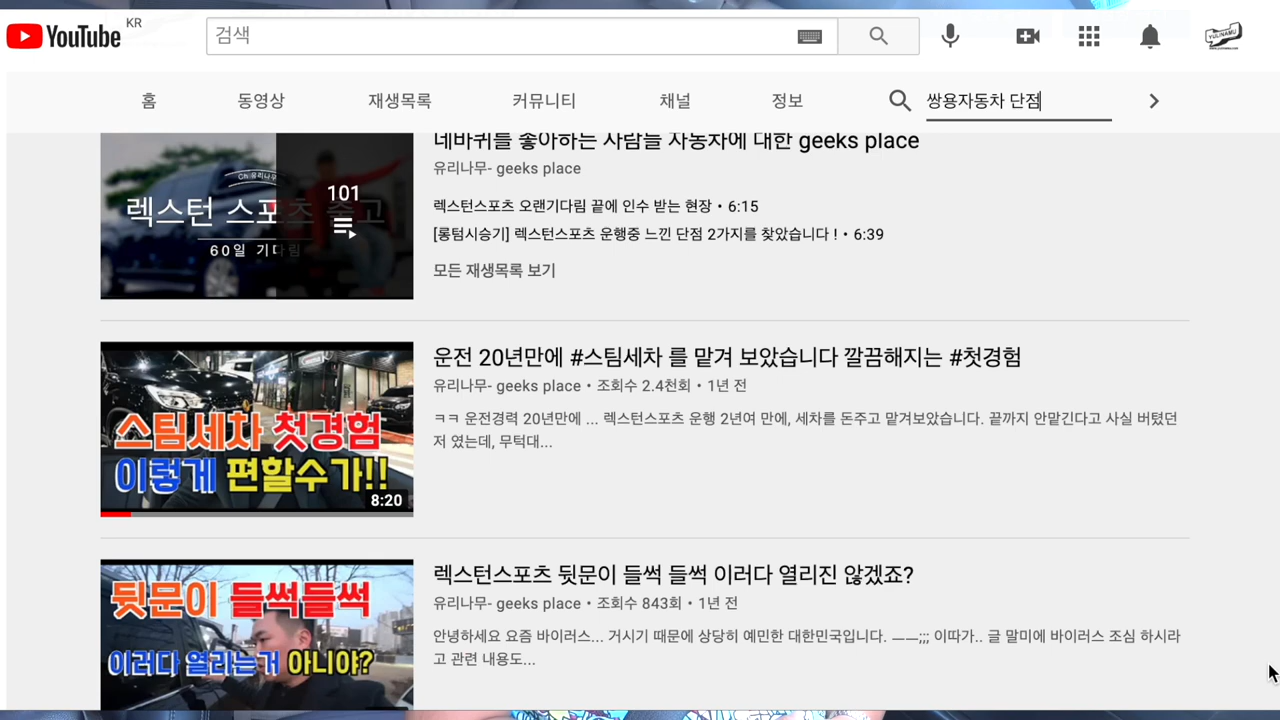 YouTube KR
검색
YULINAMU
홈 동영상 재생목록 커뮤니티 채널 정보 쌍용자동차 단점
네바퀴를 좋아하는 사람들 자동차에 대한 geeks place
유리나무- geeks place
Ch 유리나무
101
렉스턴 스포츠 출고
60일 기다림
렉스턴스포츠 오랜기다림 끝에 인수 받는 현장 • 6:15
[롱텀시승기] 렉스턴스포츠 운행중 느낀 단점 2가지를 찾았습니다 ! • 6:39
모든 재생목록 보기
스팀세차 첫경험
이렇게 편할수가!!
8:20
운전 20년만에 #스팀세차 를 맡겨 보았습니다 깔끔해지는 #첫경험
유리나무- geeks place • 조회수 2.4천회 • 1년 전
ㅋㅋ 운전경력 20년만에 ... 렉스턴스포츠 운행 2년여 만에, 세차를 돈주고 맡겨보았습니다. 끝까지 안맡긴다고 사실 버텼던
저 였는데, 무턱대...
뒷문이 들썩들썩
이러다 열리는거 아니야?
렉스턴스포츠 뒷문이 들썩 들썩 이러다 열리진 않겠죠?
유리나무- geeks place • 조회수 843회 • 1년 전
안녕하세요 요즘 바이러스... 거시기 때문에 상당히 예민한 대한민국입니다. ㅡㅡ;;; 이따가.. 글 말미에 바이러스 조심 하시라
고 관련 내용도...